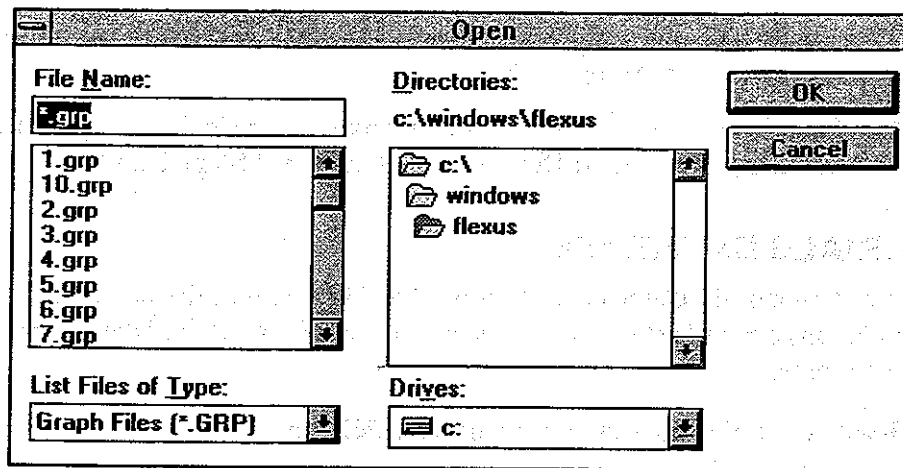 Open
File Name:
*.grp
1.grp
10.grp
2.grp
3.grp
4.grp
5.grp
6.grp
7.grp
List Files of Type:
Graph Files (*.GRP)
Directories:
c:\windows\flexus
c:\
windows
flexus
Drives:
c:
OK
Cancel